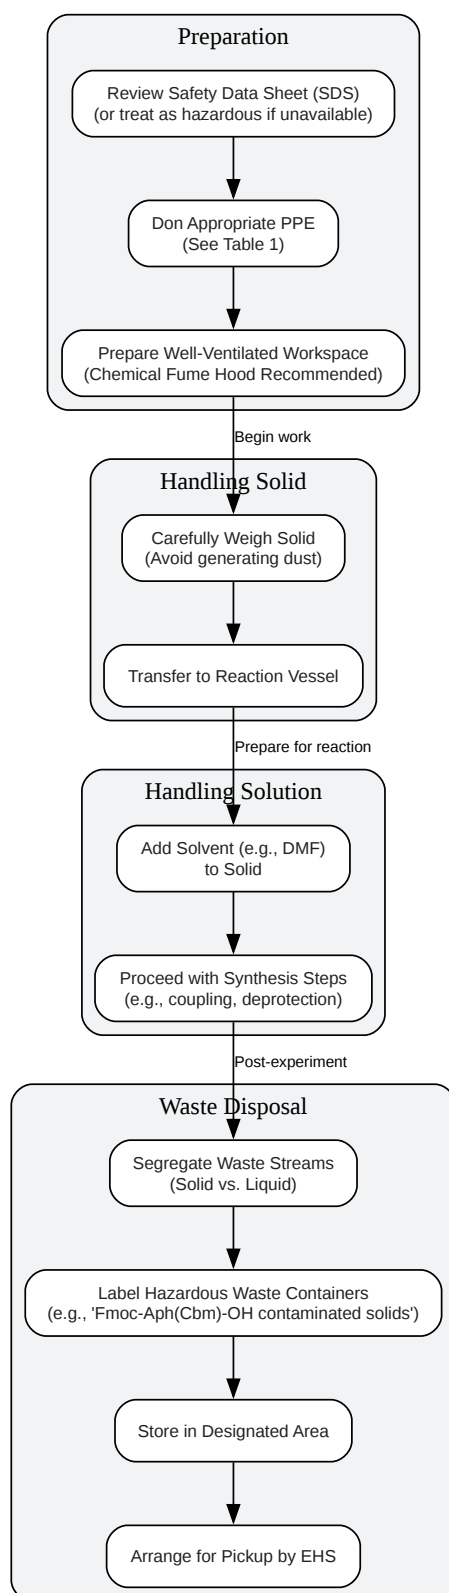 Preparation
Review Safety Data Sheet (SDS)
(or treat as hazardous if unavailable)
Don Appropriate PPE
(See Table 1)
Prepare Well-Ventilated Workspace
(Chemical Fume Hood Recommended)
Begin work
Handling Solid
Carefully Weigh Solid
(Avoid generating dust)
Transfer to Reaction Vessel
Prepare for reaction
Handling Solution
Add Solvent (e.g., DMF)
to Solid
Proceed with Synthesis Steps
(e.g., coupling, deprotection)
Post-experiment
Waste Disposal
Segregate Waste Streams
(Solid vs. Liquid)
Label Hazardous Waste Containers
(e.g., 'Fmoc-Aph(Cbm)-OH contaminated solids')
Store in Designated Area
Arrange for Pickup by EHS